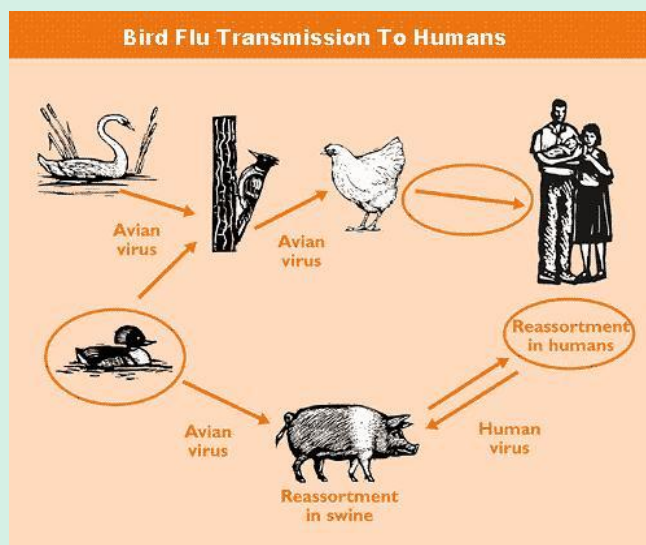 Bird Flu Transmission To Humans
Avian
virus
Avian
virus
Reassortment
in humans
Avian
virus
Human
virus
Reassortment
in swine